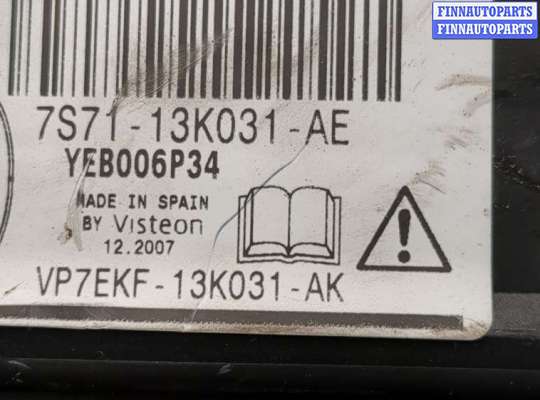 FINNAUTOPARTS
FINNAUTOPARTS
7S71-13K031-AE
YEB006P34
MADE IN SPAIN
BY Visteon
12.2007
VP7EKF-13K031-AK